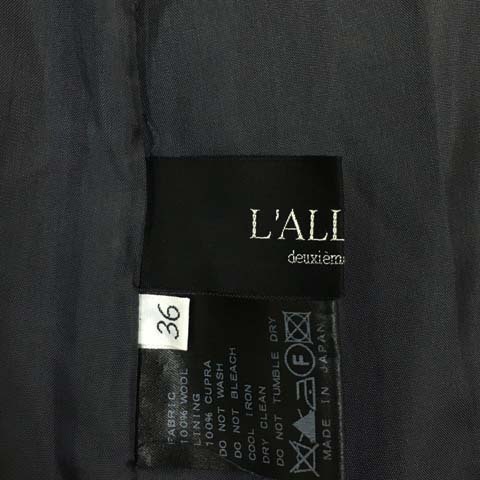 L'ALL
deuxième
36
FABRIC
100% WOOL
LINING
100% CUPRA
DO NOT WASH
DO NOT BLEACH
COOL IRON
DRY CLEAN
DO NOT TUMBLE DRY
F
MADE IN JAPAN